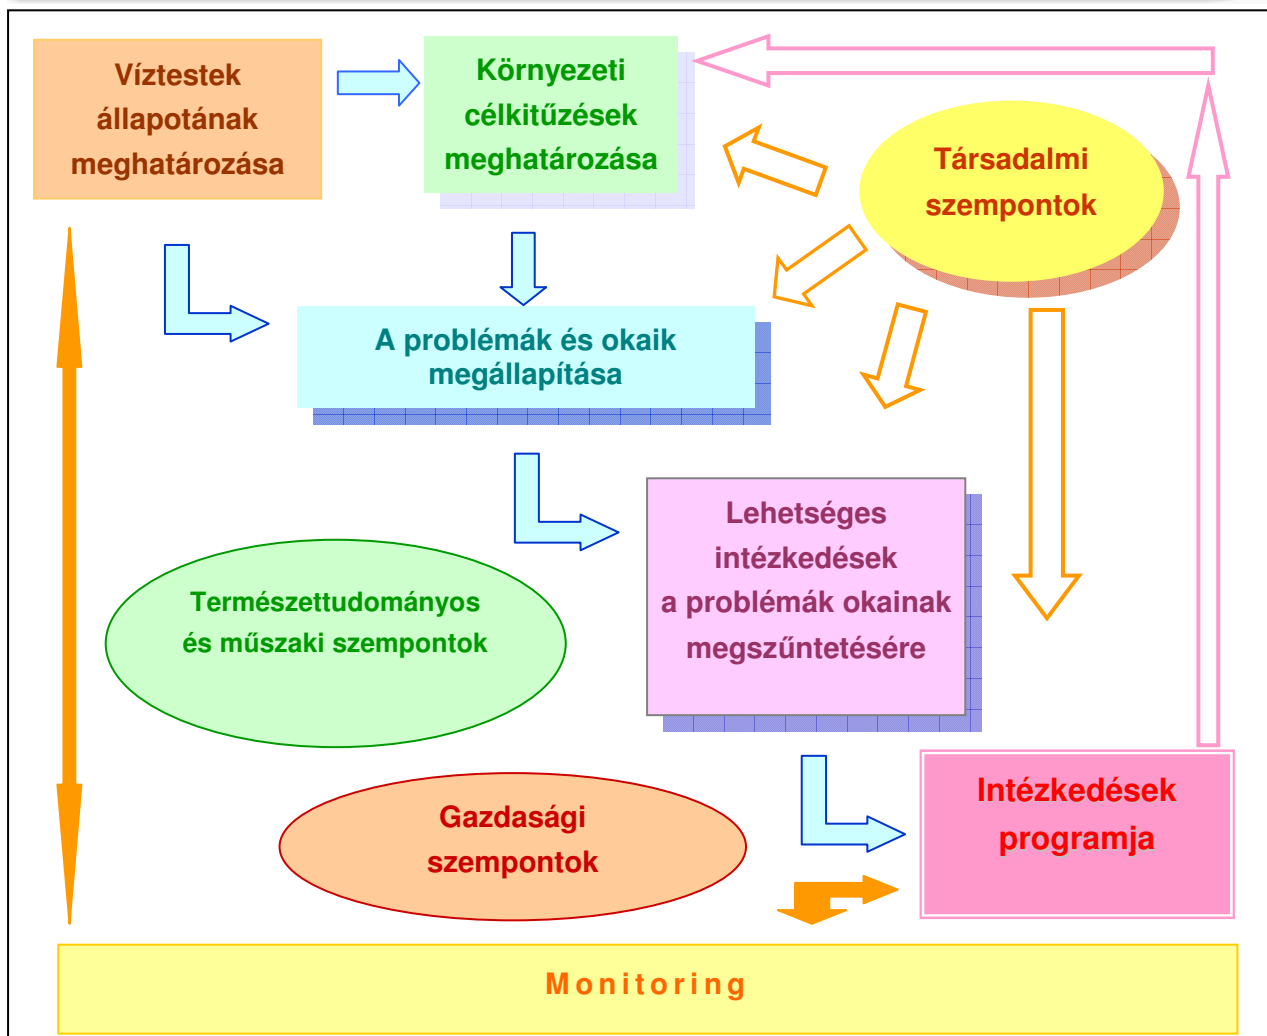 Víztestek
állapotának
meghatározása
Környezeti
célkitűzések
meghatározása
Társadalmi
szempontok
A problémák és okaik
megállapítása
Lehetséges
intézkedések
a problémák okainak
megszűntetésére
Természettudományos
és műszaki szempontok
Gazdasági
szempontok
Intézkedések
programja
Monitoring